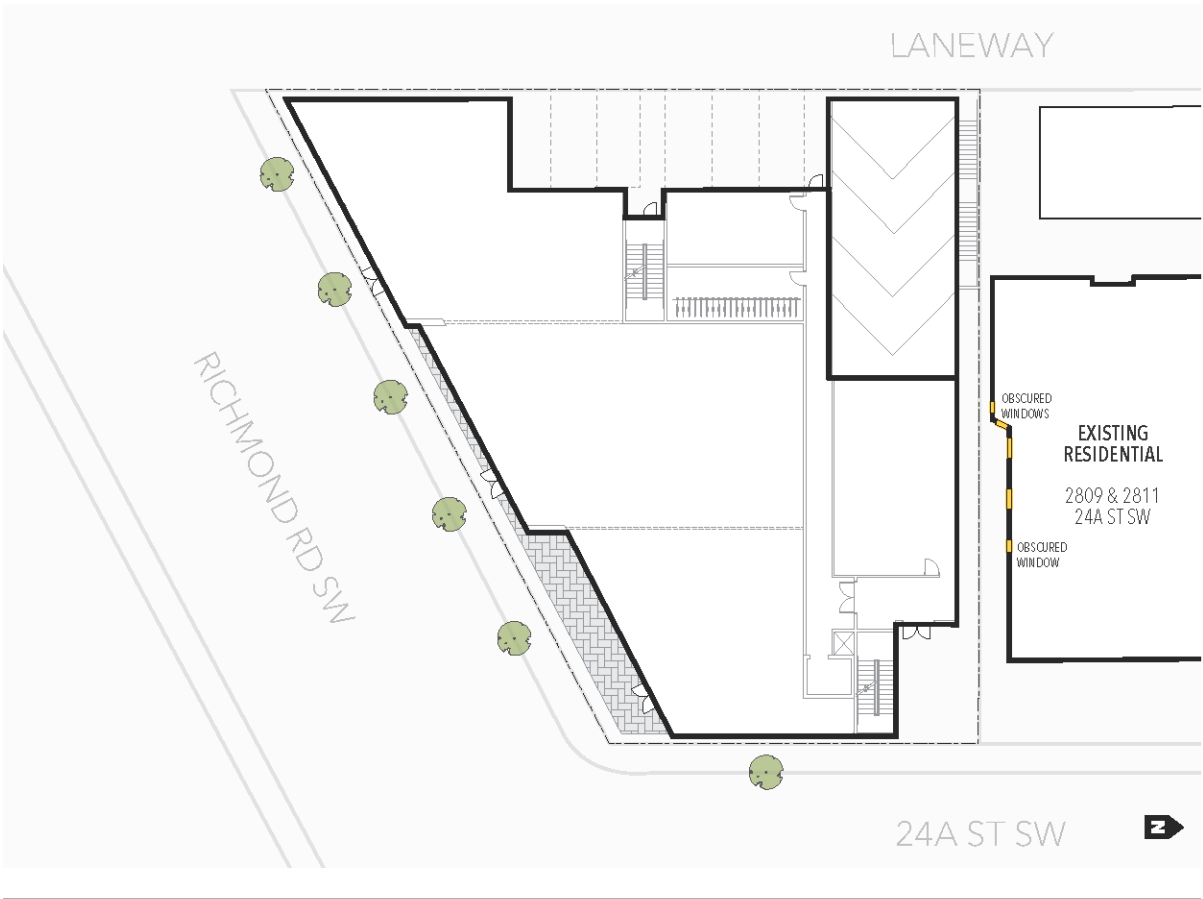 LANEWAY
RICHMOND RD SW
OBSCURED
WINDOWS
EXISTING
RESIDENTIAL
2809 & 2811
24A ST SW
OBSCURED
WINDOW
24A ST SW
N